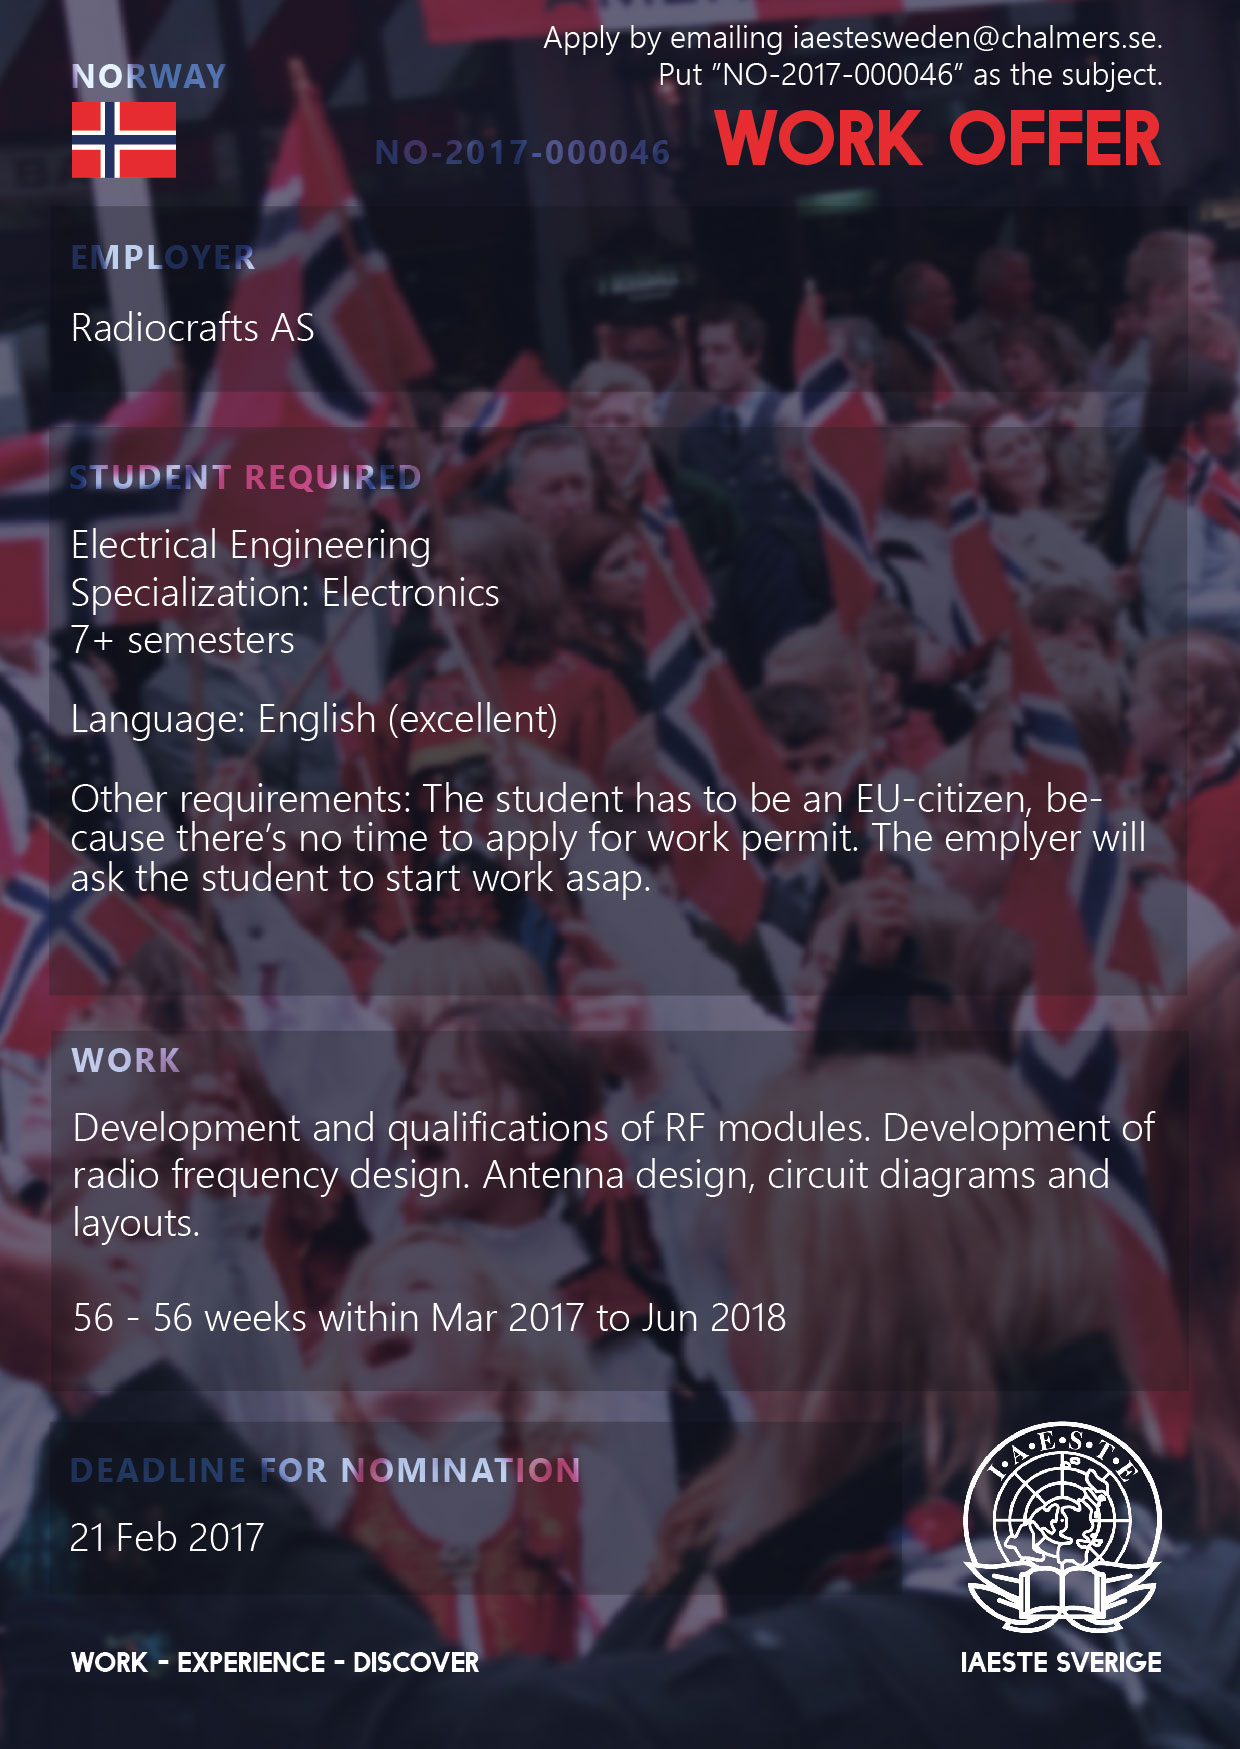 Apply by emailing iaestesweden@chalmers.se.
Put ”NO-2017-000046” as the subject.
NORWAY
NO-2017-000046
WORK OFFER
EMPLOYER
Radiocrafts AS
STUDENT REQUIRED
Electrical Engineering
Specialization: Electronics
7+ semesters
Language: English (excellent)
Other requirements: The student has to be an EU-citizen, be-
cause there’s no time to apply for work permit. The emplyer will
ask the student to start work asap.
WORK
Development and qualifications of RF modules. Development of
radio frequency design. Antenna design, circuit diagrams and
layouts.
56 - 56 weeks within Mar 2017 to Jun 2018
DEADLINE FOR NOMINATION
21 Feb 2017
I·A·E·S·T·E
WORK - EXPERIENCE - DISCOVER
IAESTE SVERIGE